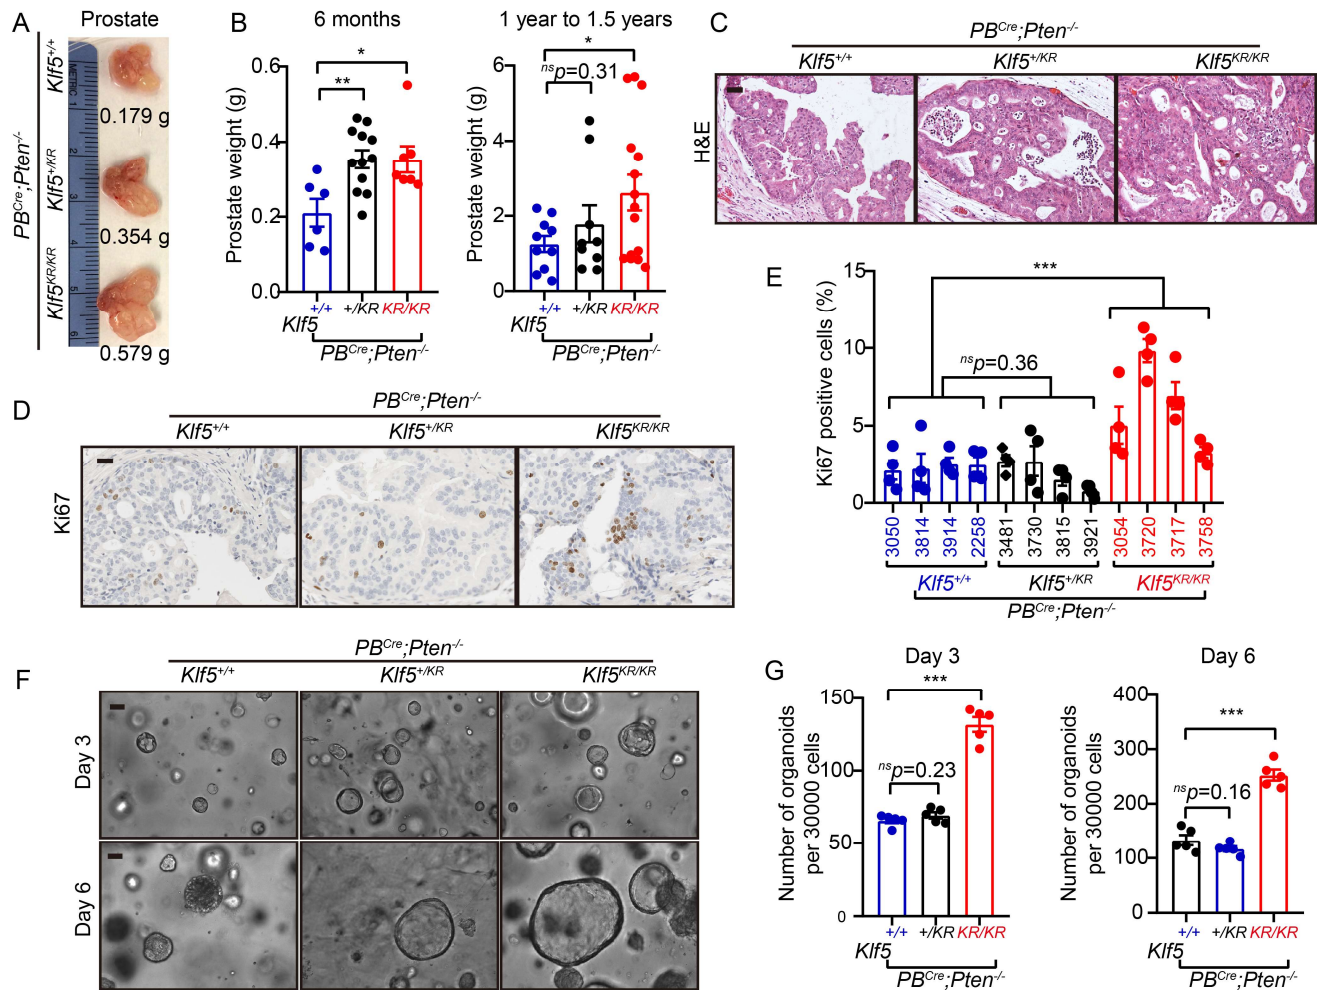 A
Prostate
PBCre;Pten-/-
Klf5+/+
Klf5+/KR
Klf5KR/KR
METRIC 1
2
3
4
5
6
0.179 g
0.354 g
0.579 g
B
6 months
Prostate weight (g)
0.6
0.4
0.2
0.0
*
**
+/+ +/KR KR/KR
Klf5
PBCre;Pten-/-
1 year to 1.5 years
Prostate weight (g)
6
4
2
0
*
nsp=0.31
+/+ +/KR KR/KR
Klf5
PBCre;Pten-/-
C
PBCre;Pten-/-
Klf5+/+ Klf5+/KR Klf5KR/KR
H&E
D
PBCre;Pten-/-
Klf5+/+ Klf5+/KR Klf5KR/KR
Ki67
E
Ki67 positive cells (%)
15
10
5
0
***
nsp=0.36
3050 3814 3914 2258 3481 3730 3815 3921 3054 3720 3717 3758
Klf5+/+ Klf5+/KR Klf5KR/KR
PBCre;Pten-/-
F
PBCre;Pten-/-
Klf5+/+ Klf5+/KR Klf5KR/KR
Day 3
Day 6
G
Day 3
Number of organoids
per 30000 cells
150
100
50
0
***
nsp=0.23
+/+ +/KR KR/KR
Klf5
PBCre;Pten-/-
Day 6
Number of organoids
per 30000 cells
400
300
200
100
0
***
nsp=0.16
+/+ +/KR KR/KR
Klf5
PBCre;Pten-/-